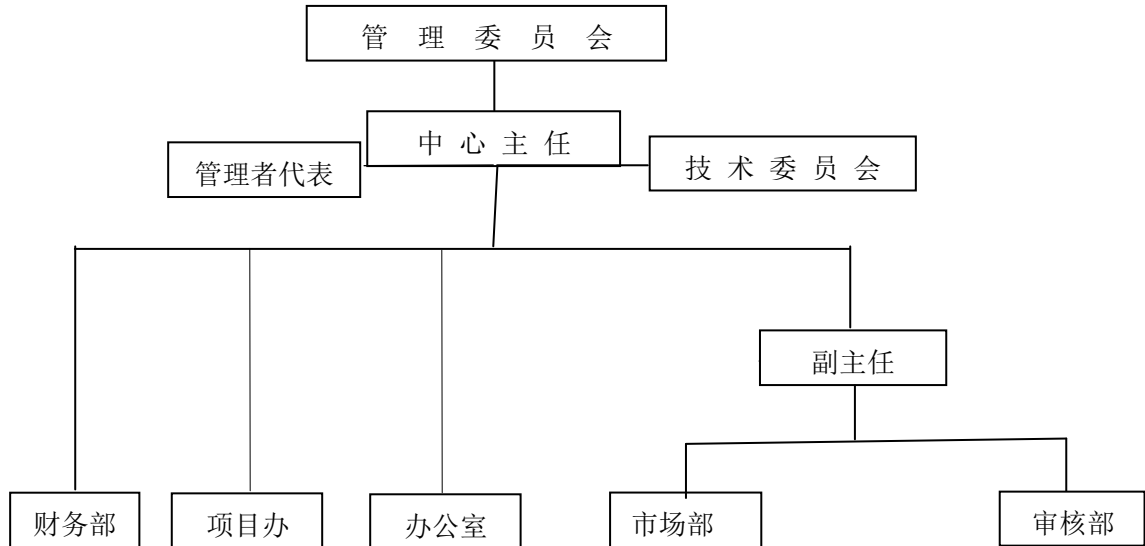 管理委员会
中心主任
管理者代表
技术委员会
副主任
财务部
项目办
办公室
市场部
审核部